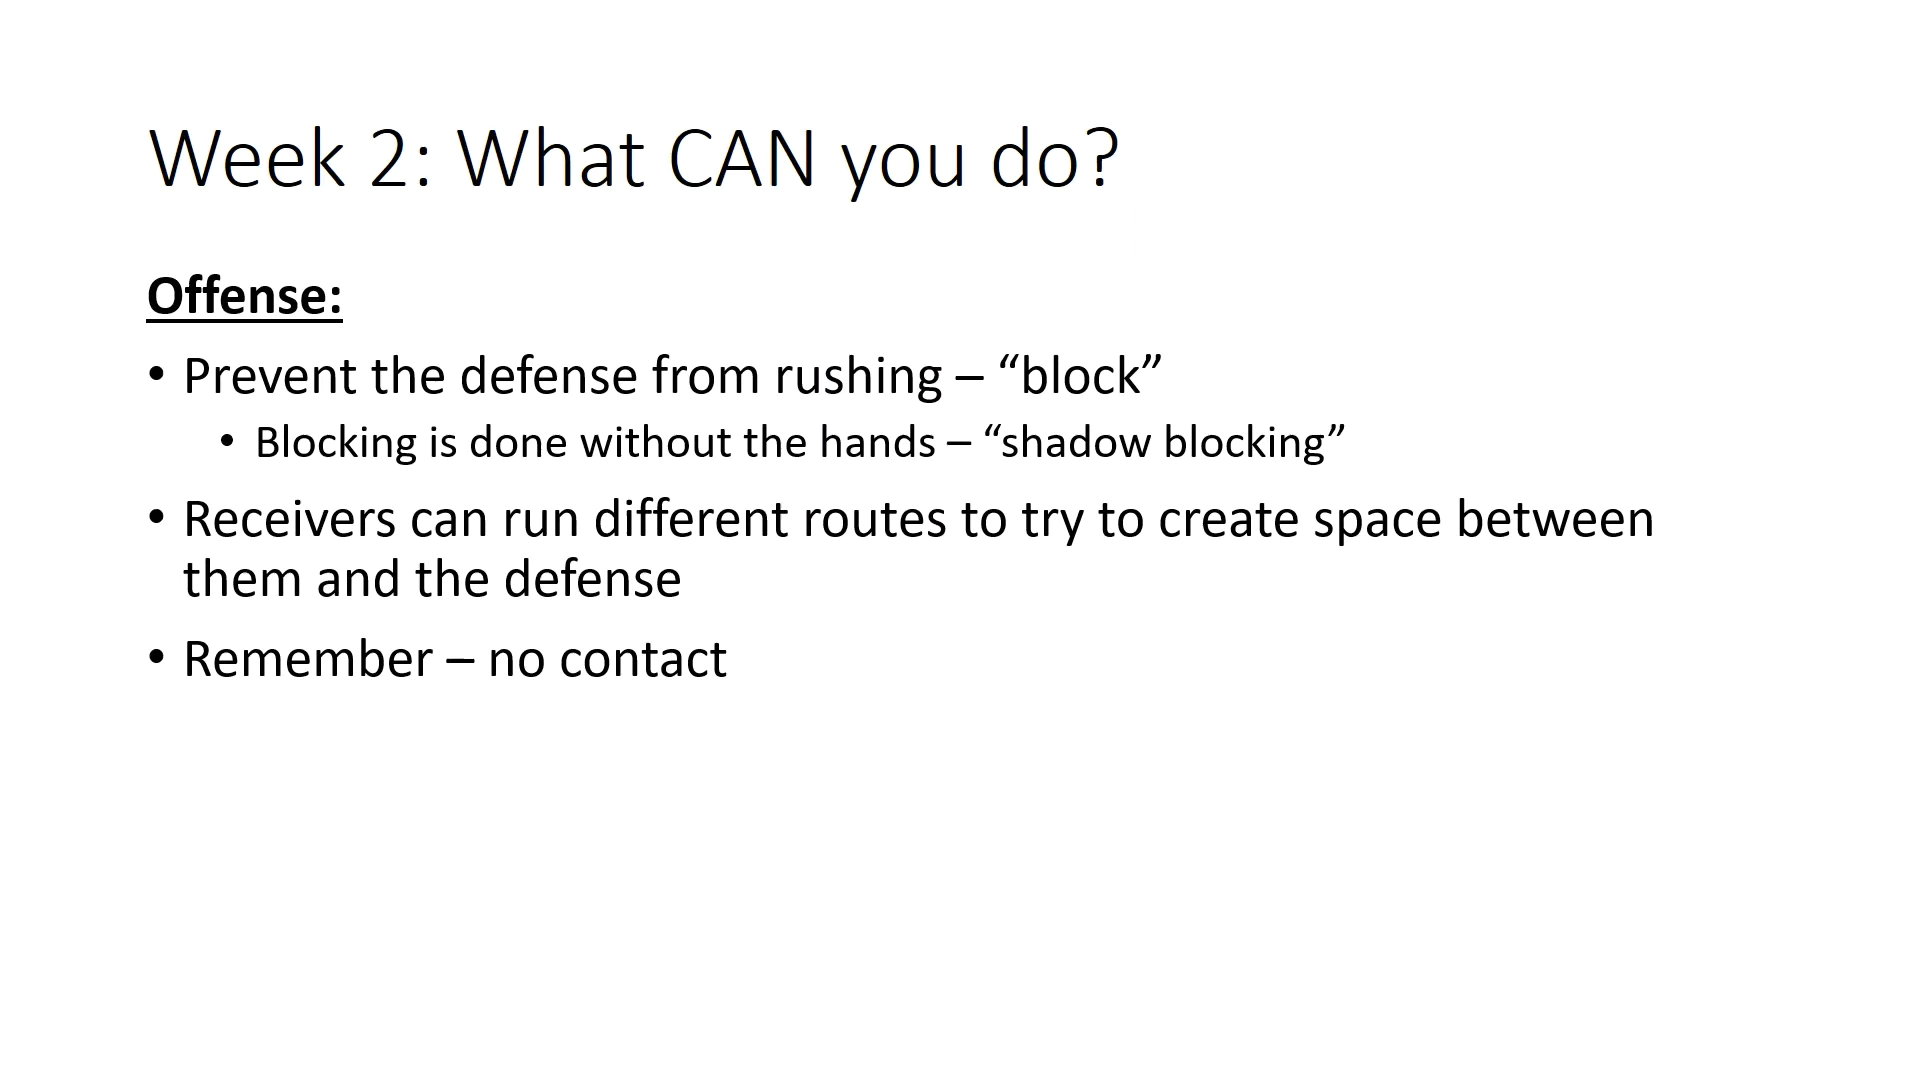 Week 2: What CAN you do?
Offense:
• Prevent the defense from rushing – “block”
• Blocking is done without the hands – “shadow blocking”
• Receivers can run different routes to try to create space between
them and the defense
• Remember – no contact